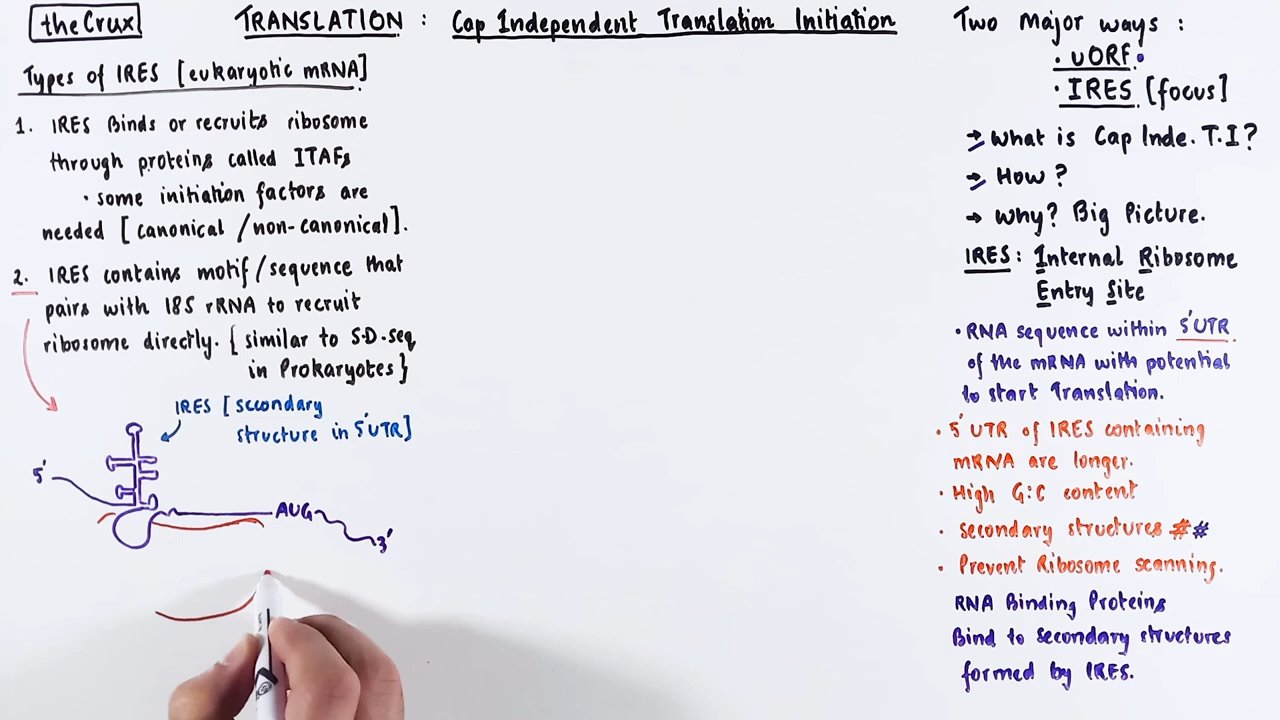 theCrux
TRANSLATION : Cap Independent Translation Initiation
Types of IRES [eukaryotic mRNA]
1. IRES Binds or recruits ribosome
through proteins called ITAFs
• some initiation factors are
needed [canonical / non-canonical].
2. IRES contains motif/sequence that
pairs with 18S rRNA to recruit
ribosome directly. { similar to S.D.seq
in Prokaryotes }
IRES [secondary
structure in 5'UTR]
5'
AUG
3'
Two Major ways :
• uORF •
• IRES [focus]
→ What is Cap Inde. T.I?
→ How ?
→ Why? Big Picture.
IRES : Internal Ribosome
Entry Site
• RNA sequence within 5'UTR
of the mRNA with potential
to start Translation.
• 5' UTR of IRES containing
mRNA are longer.
• High G:C content
• secondary structures # #
• Prevent Ribosome scanning.
RNA Binding Proteins
Bind to secondary structures
formed by IRES.